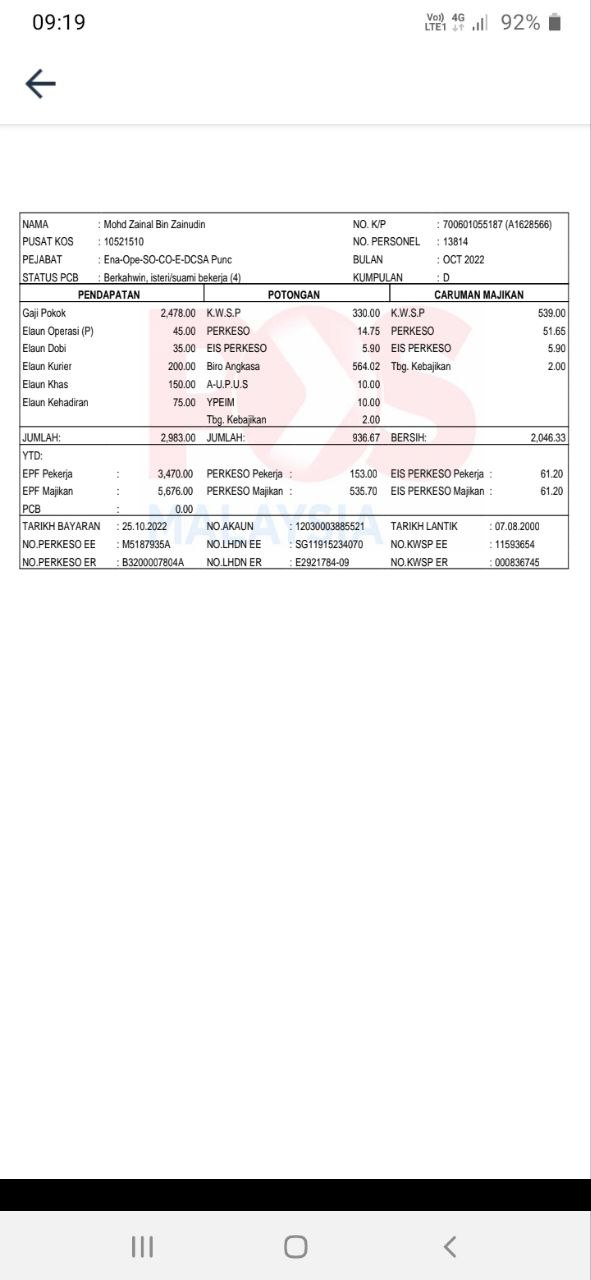 09:19 Vo)) 4G LTE1 92%
NAMA : Mohd Zainal Bin Zainudin NO. K/P : 700601055187 (A1628566)
PUSAT KOS : 10521510 NO. PERSONEL : 13814
PEJABAT : Ena-Ope-SO-CO-E-DCSA Punc BULAN : OCT 2022
STATUS PCB : Berkahwin, isteri/suami bekerja (4) KUMPULAN : D
PENDAPATAN POTONGAN CARUMAN MAJIKAN
Gaji Pokok 2,478.00 K.W.S.P 330.00 K.W.S.P 539.00
Elaun Operasi (P) 45.00 PERKESO 14.75 PERKESO 51.65
Elaun Dobi 35.00 EIS PERKESO 5.90 EIS PERKESO 5.90
Elaun Kurier 200.00 Biro Angkasa 564.02 Tbg. Kebajikan 2.00
Elaun Khas 150.00 A-U.P.U.S 10.00
Elaun Kehadiran 75.00 YPEIM 10.00
Tbg. Kebajikan 2.00
JUMLAH: 2,983.00 JUMLAH: 936.67 BERSIH: 2,046.33
YTD:
EPF Pekerja : 3,470.00 PERKESO Pekerja : 153.00 EIS PERKESO Pekerja : 61.20
EPF Majikan : 5,676.00 PERKESO Majikan : 535.70 EIS PERKESO Majikan : 61.20
PCB : 0.00
TARIKH BAYARAN : 25.10.2022 NO.AKAUN : 12030003885521 TARIKH LANTIK : 07.08.2000
NO.PERKESO EE : M5187935A NO.LHDN EE : SG11915234070 NO.KWSP EE : 11593654
NO.PERKESO ER : B3200007804A NO.LHDN ER : E2921784-09 NO.KWSP ER : 000836745
POS
MALAYSIA